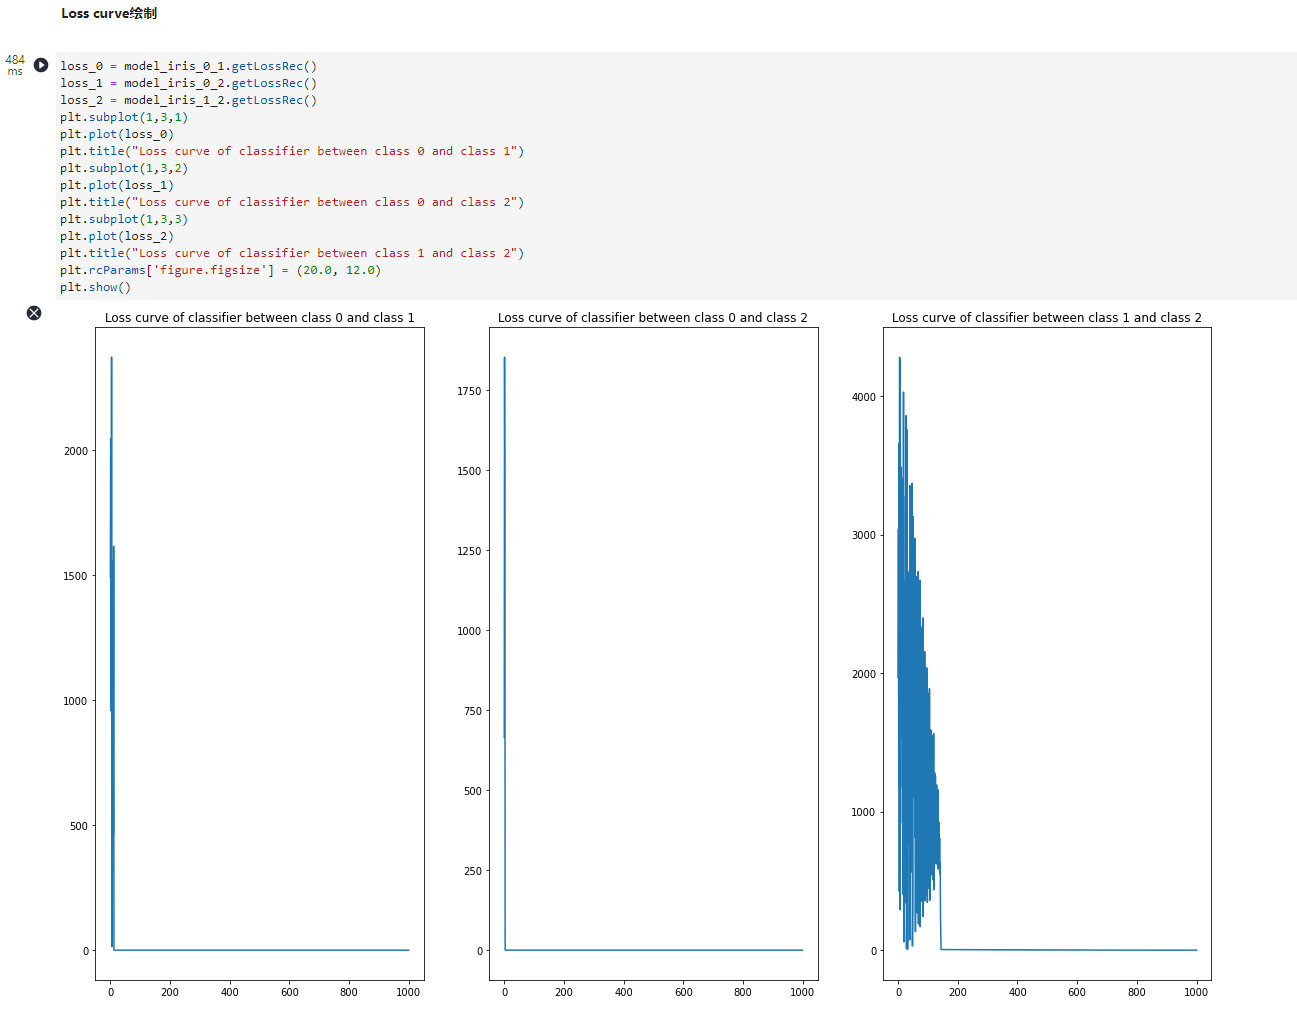 Loss curve绘制
484
ms
loss_0 = model_iris_0_1.getLossRec()
loss_1 = model_iris_0_2.getLossRec()
loss_2 = model_iris_1_2.getLossRec()
plt.subplot(1,3,1)
plt.plot(loss_0)
plt.title("Loss curve of classifier between class 0 and class 1")
plt.subplot(1,3,2)
plt.plot(loss_1)
plt.title("Loss curve of classifier between class 0 and class 2")
plt.subplot(1,3,3)
plt.plot(loss_2)
plt.title("Loss curve of classifier between class 1 and class 2")
plt.rcParams['figure.figsize'] = (20.0, 12.0)
plt.show()
Loss curve of classifier between class 0 and class 1
2000
1500
1000
500
0
0 200 400 600 800 1000
Loss curve of classifier between class 0 and class 2
1750
1500
1250
1000
750
500
250
0
0 200 400 600 800 1000
Loss curve of classifier between class 1 and class 2
4000
3000
2000
1000
0
0 200 400 600 800 1000